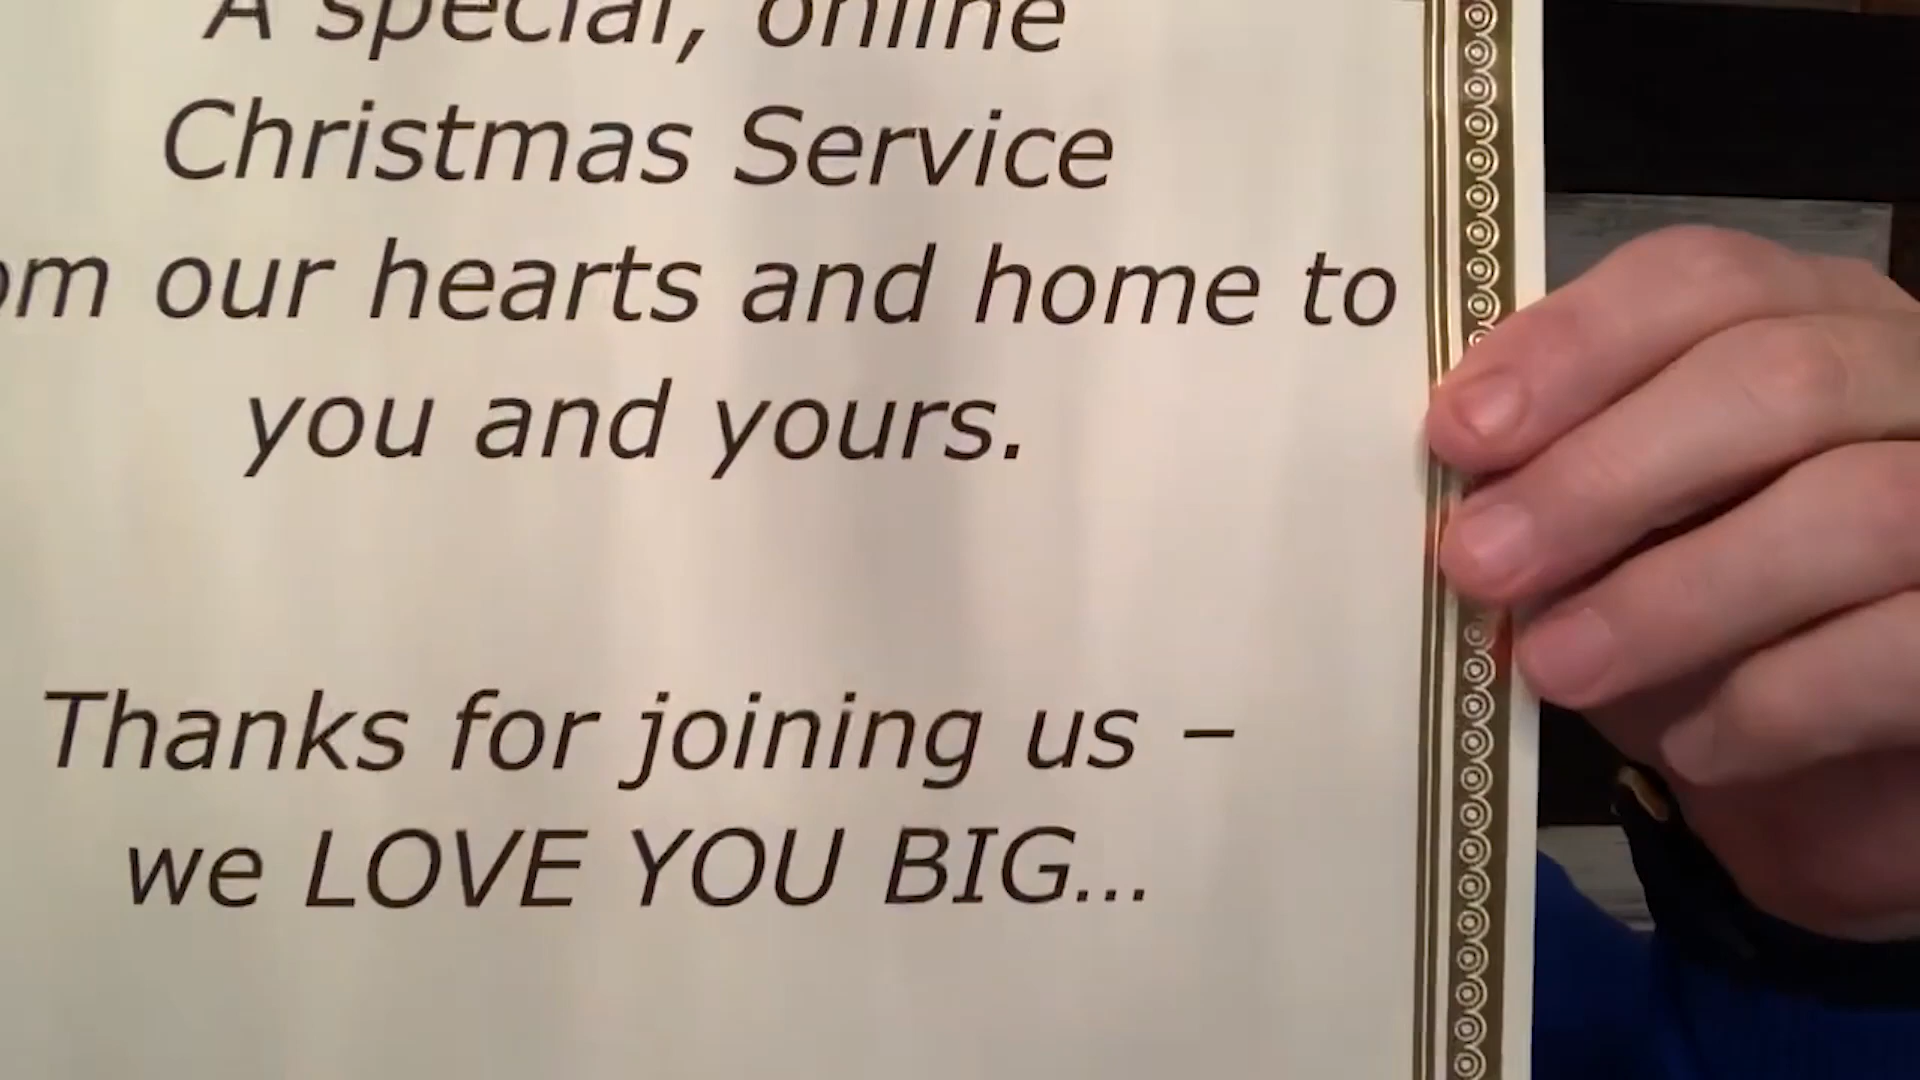 A special, online
Christmas Service
om our hearts and home to
you and yours.
Thanks for joining us –
we LOVE YOU BIG...